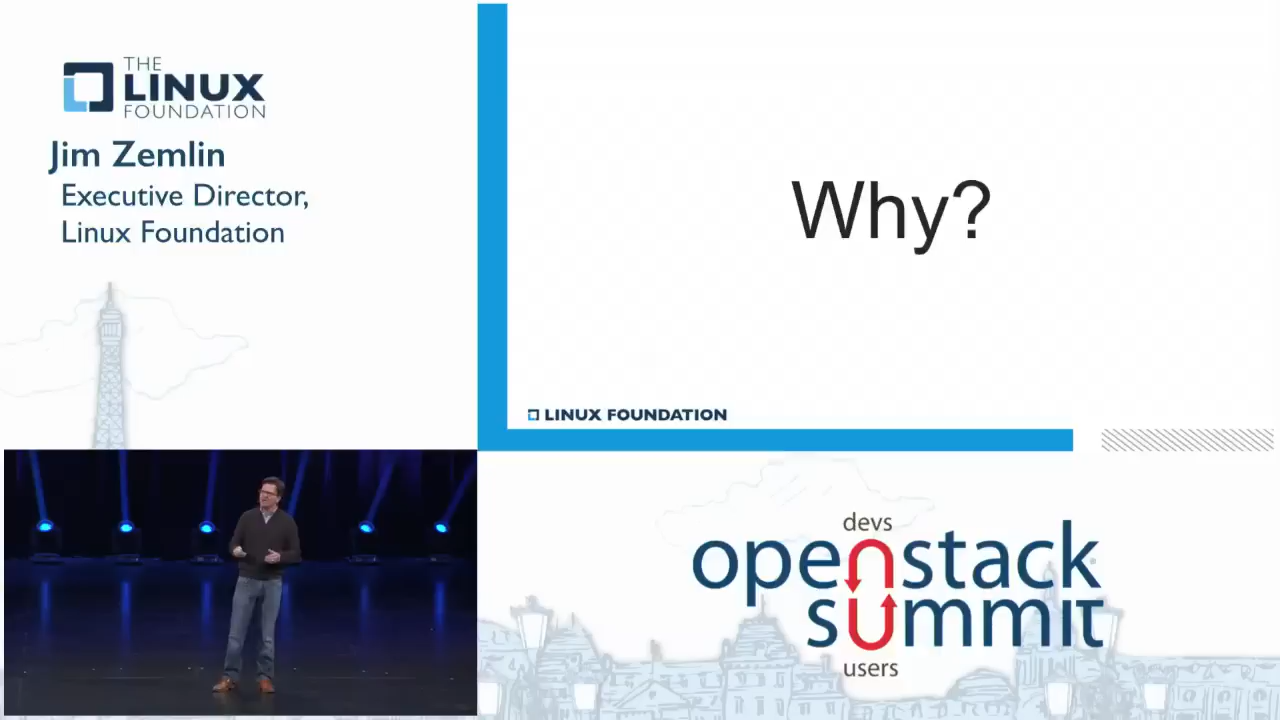 THE
LINUX
FOUNDATION
Jim Zemlin
Executive Director,
Linux Foundation
Why?
LINUX FOUNDATION
devs
openstack
summit
users